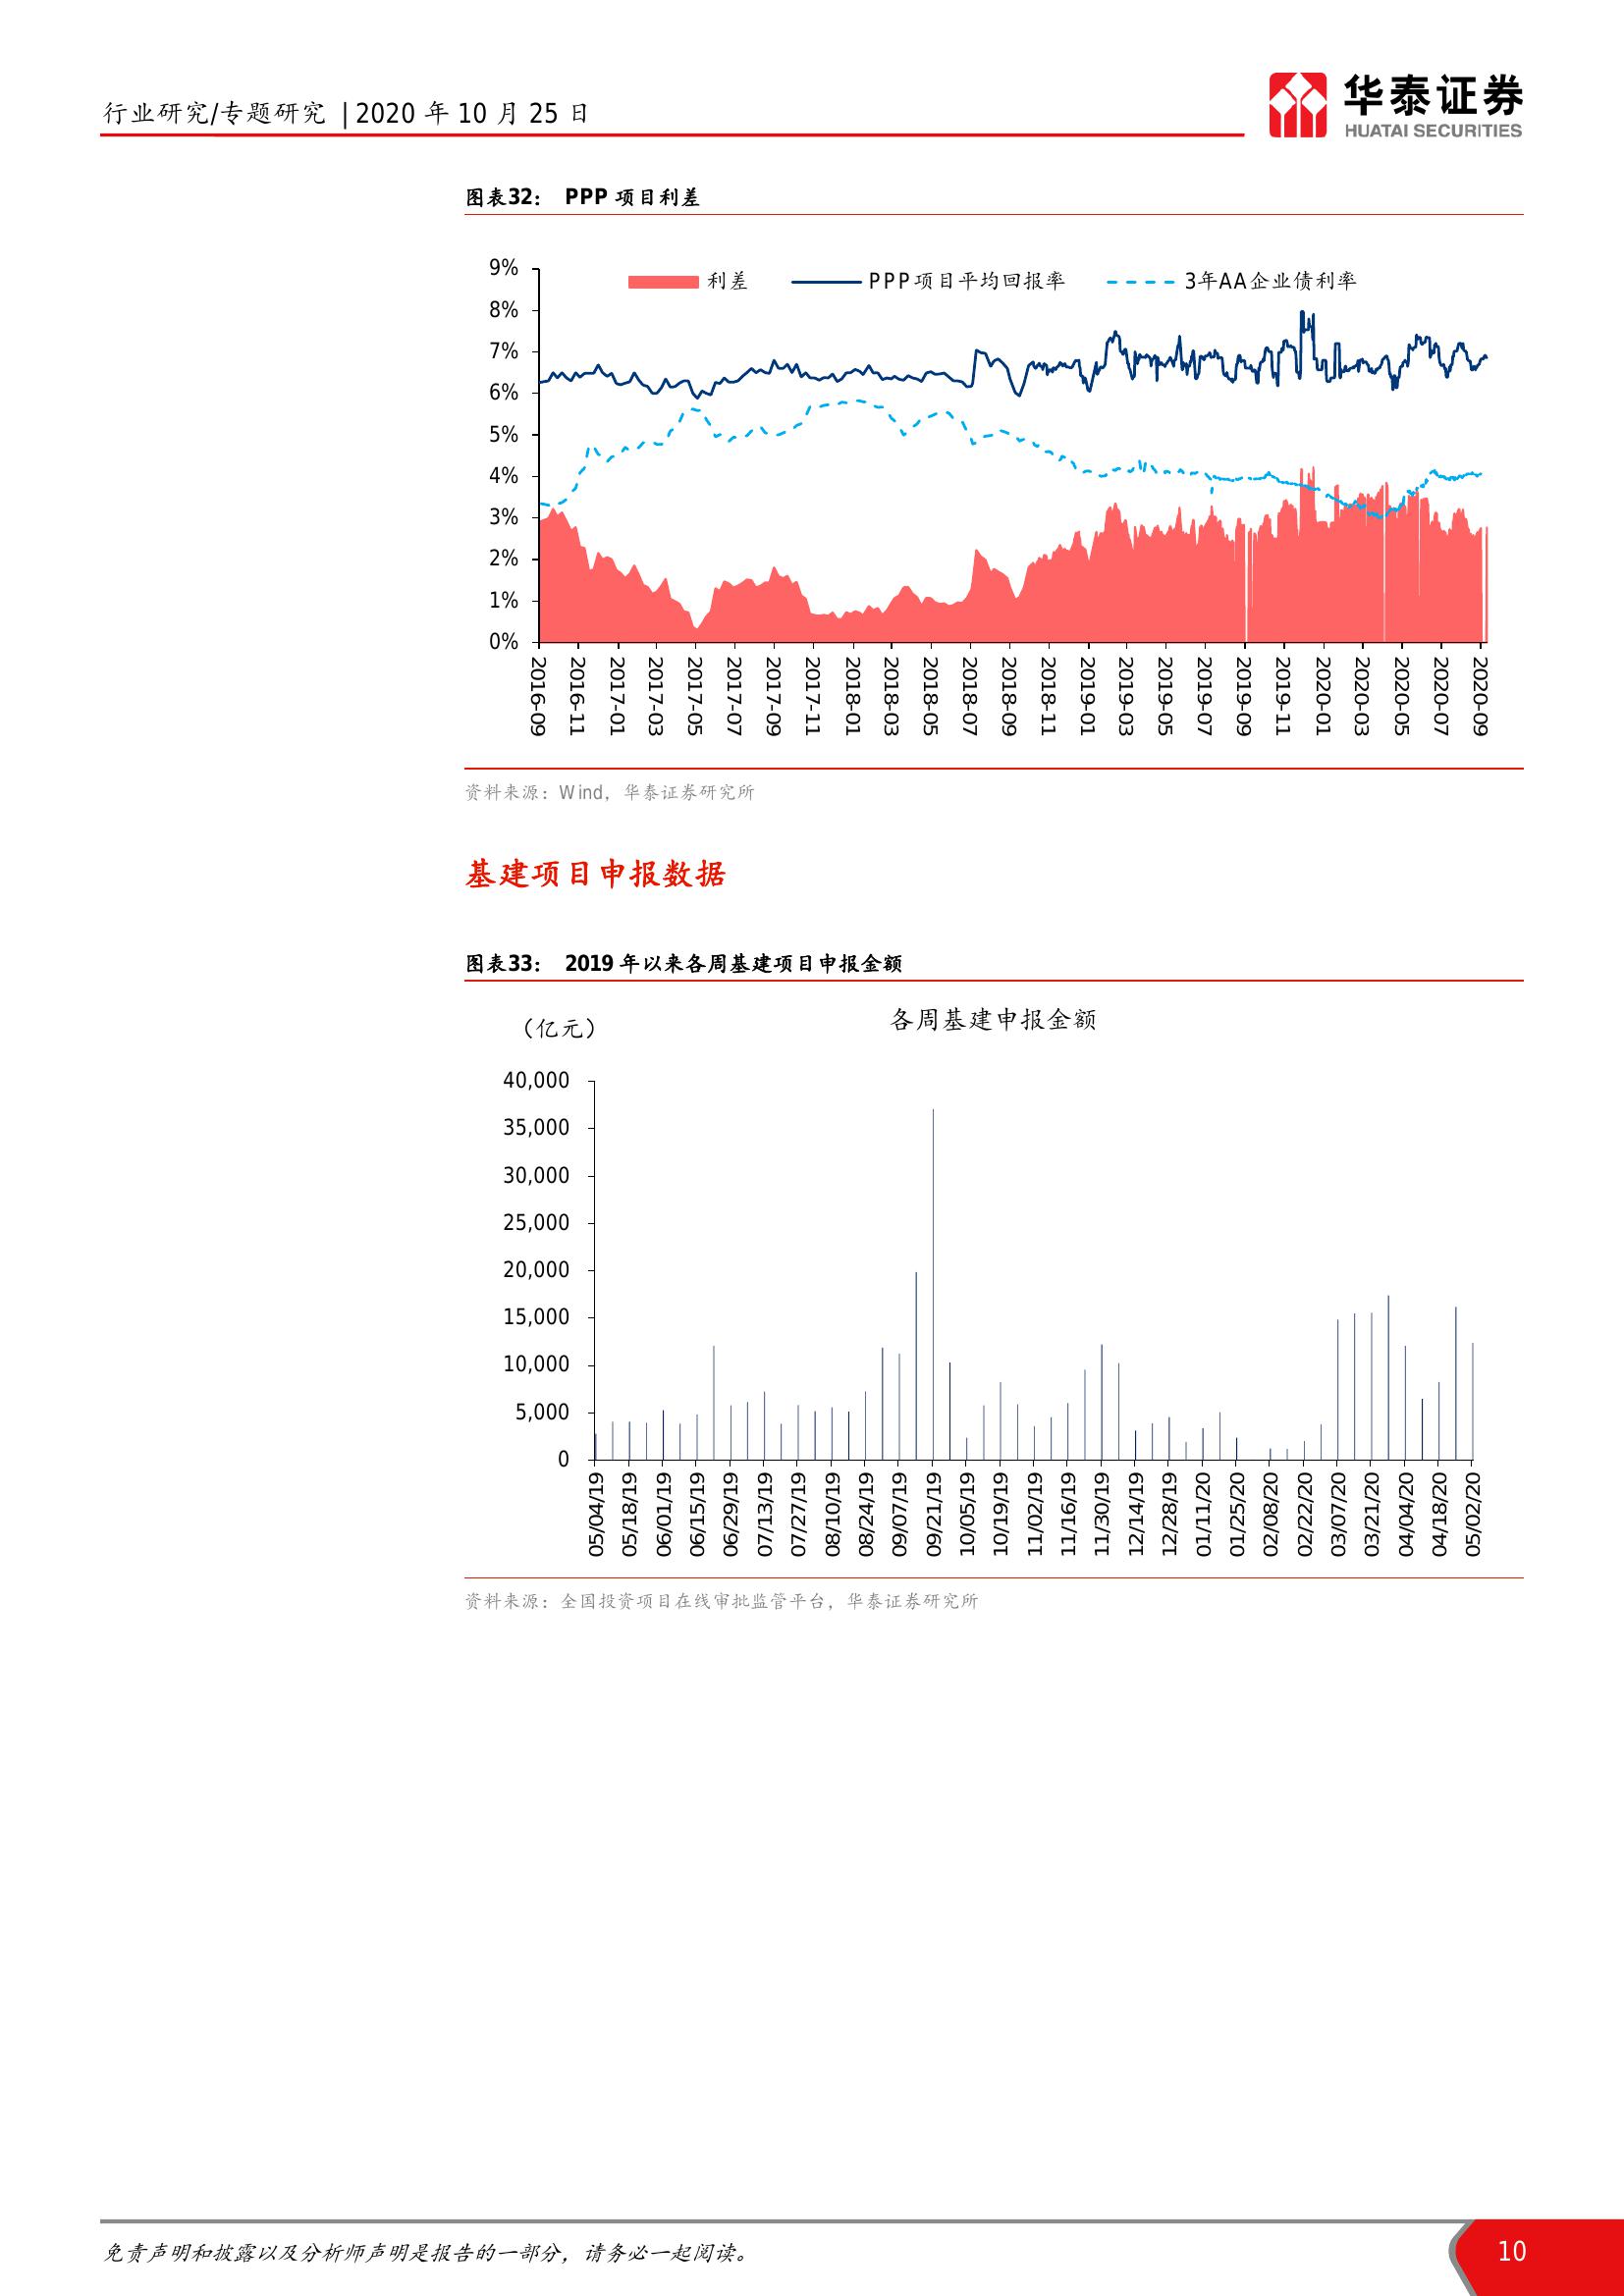 行业研究/专题研究 | 2020 年 10 月 25 日
华泰证券
HUATAI SECURITIES
图表32： PPP 项目利差
利差 PPP项目平均回报率 3年AA企业债利率
9%
8%
7%
6%
5%
4%
3%
2%
1%
0%
2016-09 2016-11 2017-01 2017-03 2017-05 2017-07 2017-09 2017-11 2018-01 2018-03 2018-05 2018-07 2018-09 2018-11 2019-01 2019-03 2019-05 2019-07 2019-09 2019-11 2020-01 2020-03 2020-05 2020-07 2020-09
资料来源：Wind，华泰证券研究所
基建项目申报数据
图表33： 2019 年以来各周基建项目申报金额
（亿元） 各周基建申报金额
40,000
35,000
30,000
25,000
20,000
15,000
10,000
5,000
0
05/04/19 05/18/19 06/01/19 06/15/19 06/29/19 07/13/19 07/27/19 08/10/19 08/24/19 09/07/19 09/21/19 10/05/19 10/19/19 11/02/19 11/16/19 11/30/19 12/14/19 12/28/19 01/11/20 01/25/20 02/08/20 02/22/20 03/07/20 03/21/20 04/04/20 04/18/20 05/02/20
资料来源：全国投资项目在线审批监管平台，华泰证券研究所
免责声明和披露以及分析师声明是报告的一部分，请务必一起阅读。
10